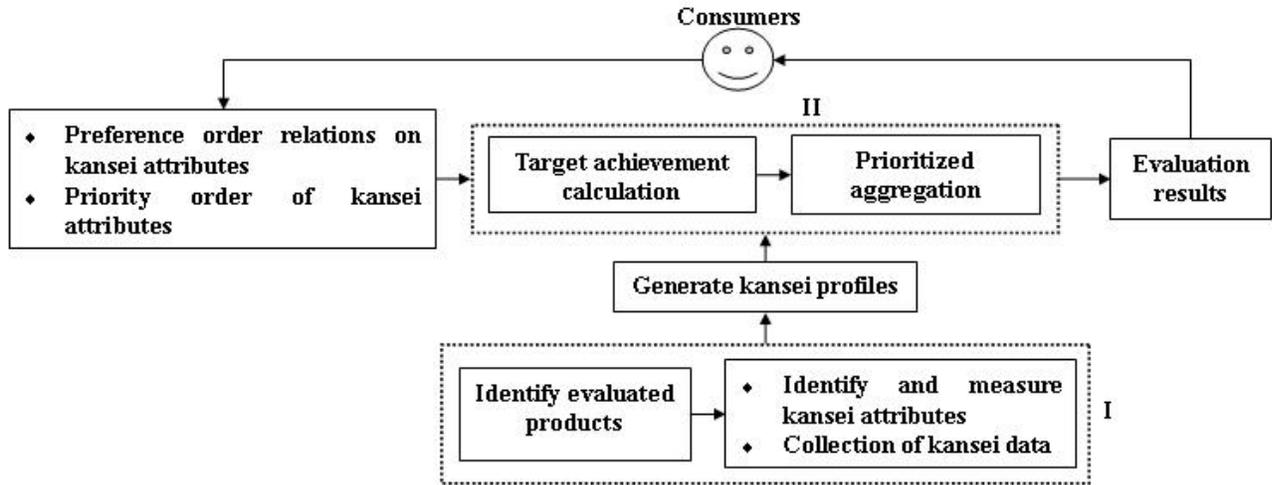 Consumers
II
♦ Preference order relations on
kansei attributes
♦ Priority order of kansei
attributes
Target achievement
calculation
Prioritized
aggregation
Evaluation
results
Generate kansei profiles
Identify evaluated
products
♦ Identify and measure
kansei attributes
♦ Collection of kansei data
I